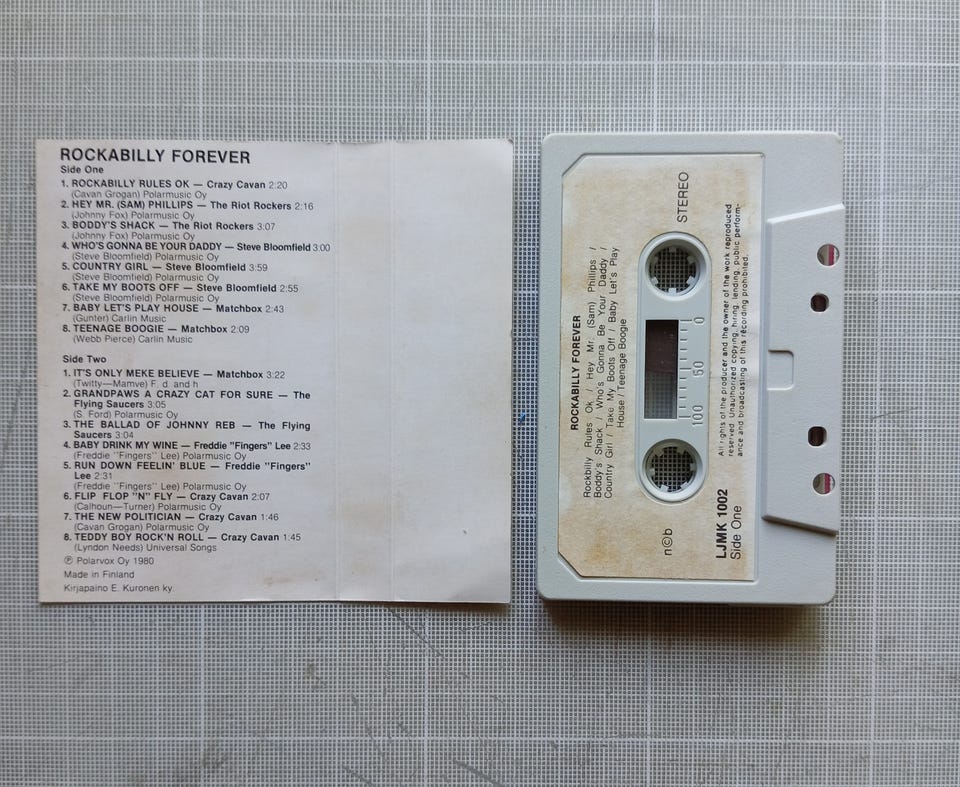 ROCKABILLY FOREVER
Side One
1. ROCKABILLY RULES OK — Crazy Cavan 2:20
(Cavan Grogan) Polarmusic Oy
2. HEY MR. (SAM) PHILLIPS — The Riot Rockers 2:16
(Johnny Fox) Polarmusic Oy
3. BODDY'S SHACK — The Riot Rockers 3:07
(Johnny Fox) Polarmusic Oy
4. WHO'S GONNA BE YOUR DADDY — Steve Bloomfield 3:00
(Steve Bloomfield) Polarmusic Oy
5. COUNTRY GIRL — Steve Bloomfield 3:59
(Steve Bloomfield) Polarmusic Oy
6. TAKE MY BOOTS OFF — Steve Bloomfield 2:55
(Steve Bloomfield) Polarmusic Oy
7. BABY LET'S PLAY HOUSE — Matchbox 2:43
(Gunter) Carlin Music
8. TEENAGE BOOGIE — Matchbox 2:09
(Webb Pierce) Carlin Music
Side Two
1. IT'S ONLY MEKE BELIEVE — Matchbox 3:22
(Twitty—Mamve) F. d. and h
2. GRANDPAWS A CRAZY CAT FOR SURE — The
Flying Saucers 3:05
(S. Ford) Polarmusic Oy
3. THE BALLAD OF JOHNNY REB — The Flying
Saucers 3:04
4. BABY DRINK MY WINE — Freddie "Fingers" Lee 2:33
(Freddie "Fingers" Lee) Polarmusic Oy
5. RUN DOWN FEELIN' BLUE — Freddie "Fingers"
Lee 2:31
(Freddie "Fingers" Lee) Polarmusic Oy
6. FLIP FLOP "N" FLY — Crazy Cavan 2:07
(Calhoun—Turner) Polarmusic Oy
7. THE NEW POLITICIAN — Crazy Cavan 1:46
(Cavan Grogan) Polarmusic Oy
8. TEDDY BOY ROCK'N ROLL — Crazy Cavan 1:45
(Lyndon Needs) Universal Songs
℗ Polarvox Oy 1980
Made in Finland
Kirjapaino E. Kuronen ky.
ROCKABILLY FOREVER
Rockbilly Rules Ok / Hey Mr. (Sam) Phillips /
Boddy's Shack / Who's Gonna Be Your Daddy /
Country Girl / Take My Boots Off / Baby Let's Play
House / Teenage Boogie
n©b
STEREO
100 50 0
LJMK 1002
Side One
All rights of the producer and the owner of the work reproduced
reserved. Unauthorized copying, hiring, lending, public perform-
ance and broadcasting of this recording prohibited.